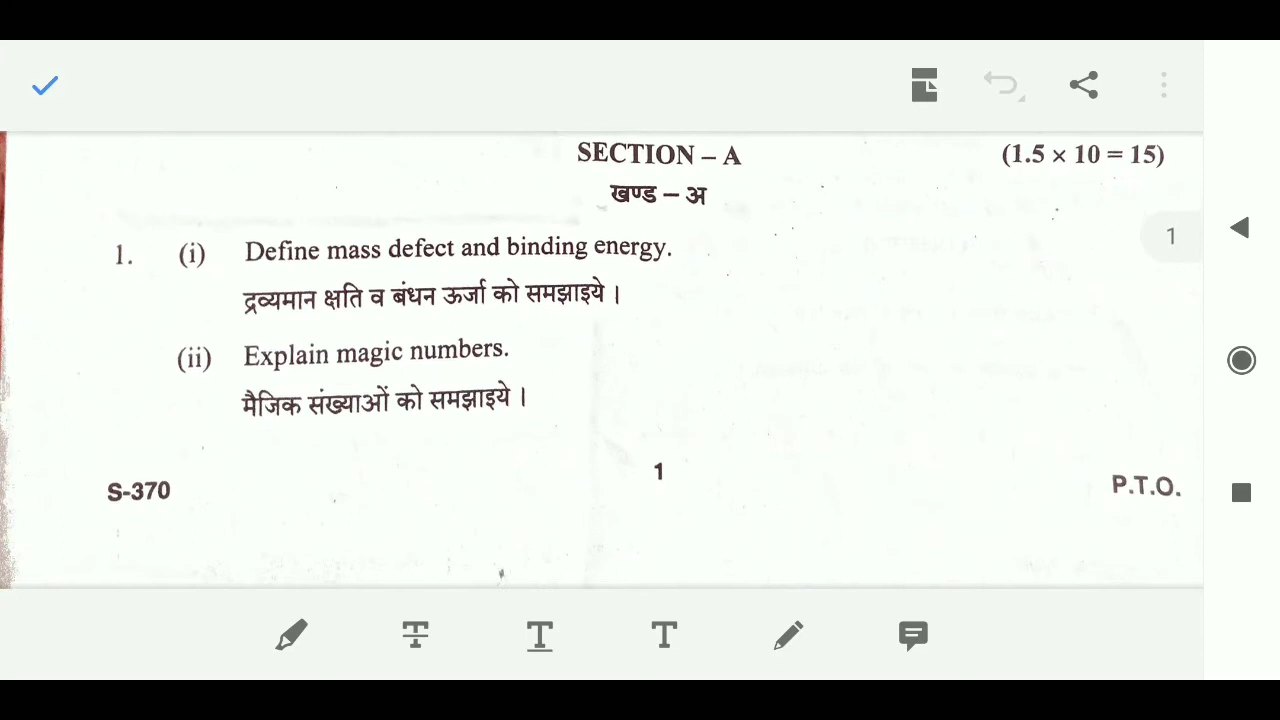 SECTION – A
(1.5 × 10 = 15)
खण्ड – अ
1. (i) Define mass defect and binding energy.
1
द्रव्यमान क्षति व बंधन ऊर्जा को समझाइये ।
(ii) Explain magic numbers.
मैजिक संख्याओं को समझाइये ।
S-370
1
P.T.O.